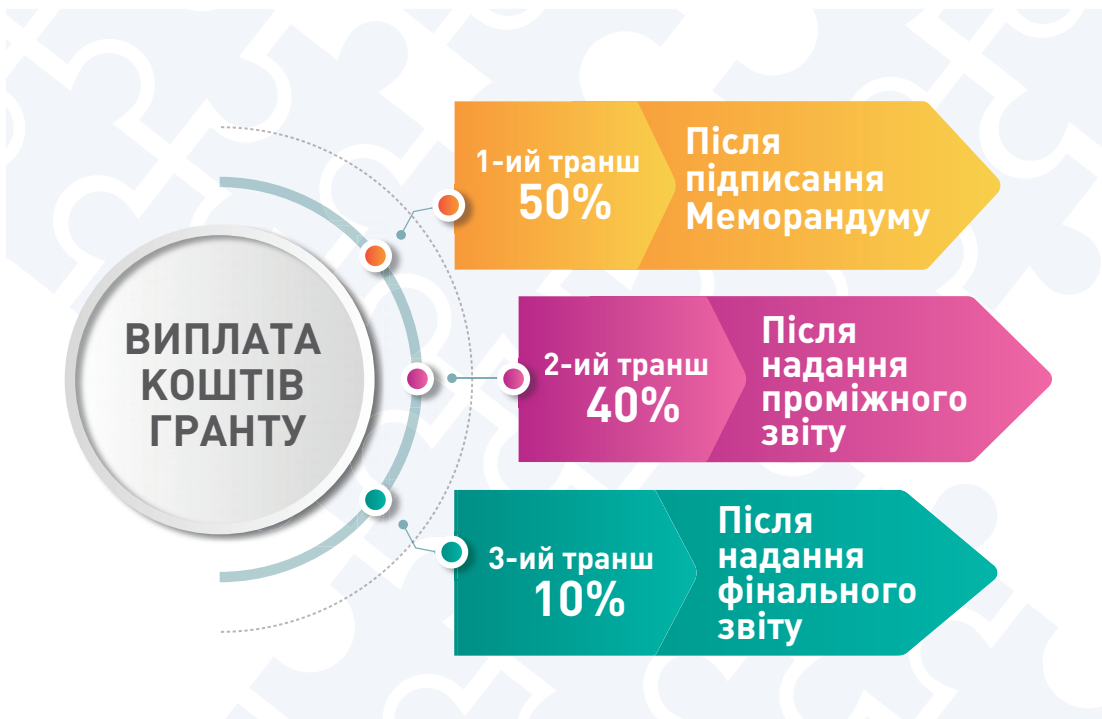 ВИПЛАТА
КОШТІВ
ГРАНТУ
1-ий транш
50%
Після
підписання
Меморандуму
2-ий транш
40%
Після
надання
проміжного
звіту
3-ий транш
10%
Після
надання
фінального
звіту